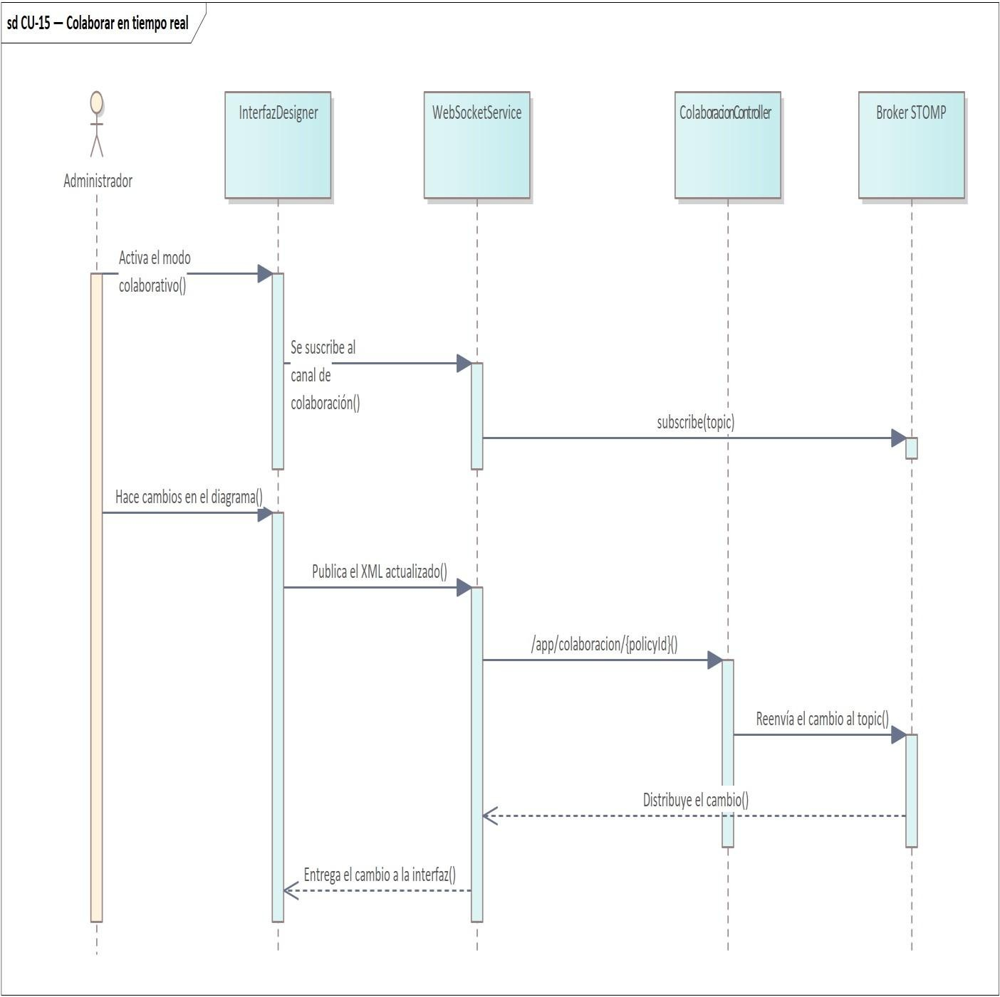 sd CU-15 — Colaborar en tiempo real
InterfazDesigner
WebSocketService
ColaboracionController
Broker STOMP
Administrador
Activa el modo
colaborativo()
Se suscribe al
canal de
colaboración()
subscribe(topic)
Hace cambios en el diagrama()
Publica el XML actualizado()
/app/colaboracion/{policyId}()
Reenvía el cambio al topic()
Distribuye el cambio()
Entrega el cambio a la interfaz()